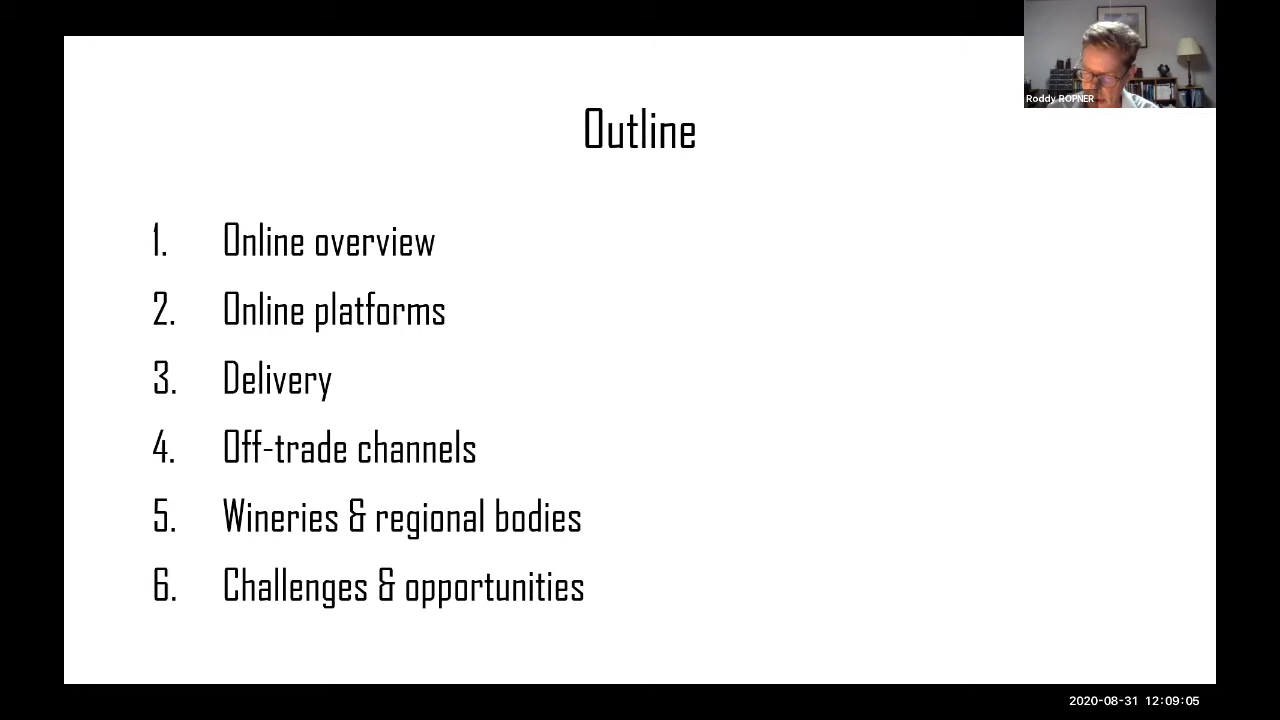 Outline
1. Online overview
2. Online platforms
3. Delivery
4. Off-trade channels
5. Wineries & regional bodies
6. Challenges & opportunities
Roddy ROPNER
2020-08-31 12:09:05